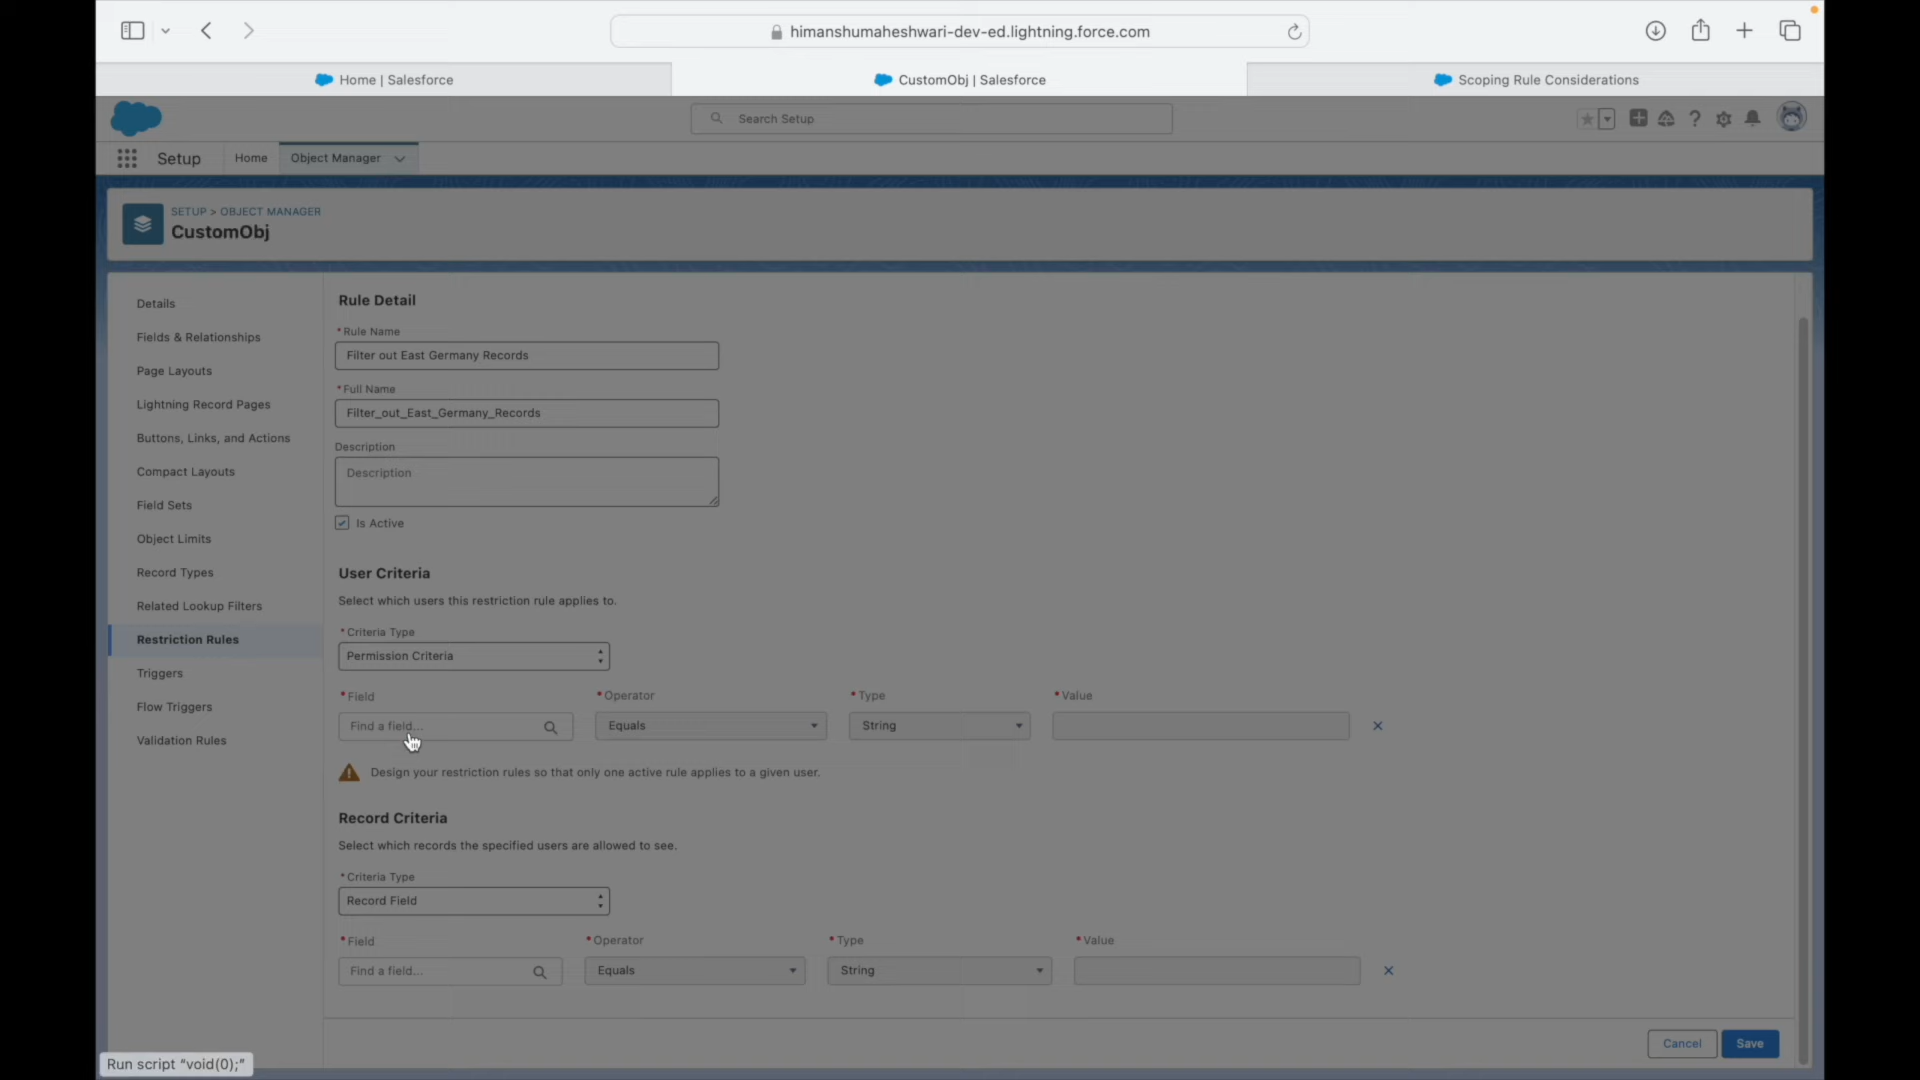 himanshumaheshwari-dev-ed.lightning.force.com
Home | Salesforce
CustomObj | Salesforce
Scoping Rule Considerations
Search Setup
Setup
Home
Object Manager
SETUP > OBJECT MANAGER
CustomObj
Details
Fields & Relationships
Page Layouts
Lightning Record Pages
Buttons, Links, and Actions
Compact Layouts
Field Sets
Object Limits
Record Types
Related Lookup Filters
Restriction Rules
Triggers
Flow Triggers
Validation Rules
Rule Detail
* Rule Name
Filter out East Germany Records
* Full Name
Filter_out_East_Germany_Records
Description
Description
Is Active
User Criteria
Select which users this restriction rule applies to.
* Criteria Type
Permission Criteria
* Field * Operator * Type * Value
Find a field... Equals String
Design your restriction rules so that only one active rule applies to a given user.
Record Criteria
Select which records the specified users are allowed to see.
* Criteria Type
Record Field
* Field * Operator * Type * Value
Find a field... Equals String
Cancel Save
Run script "void(0);"